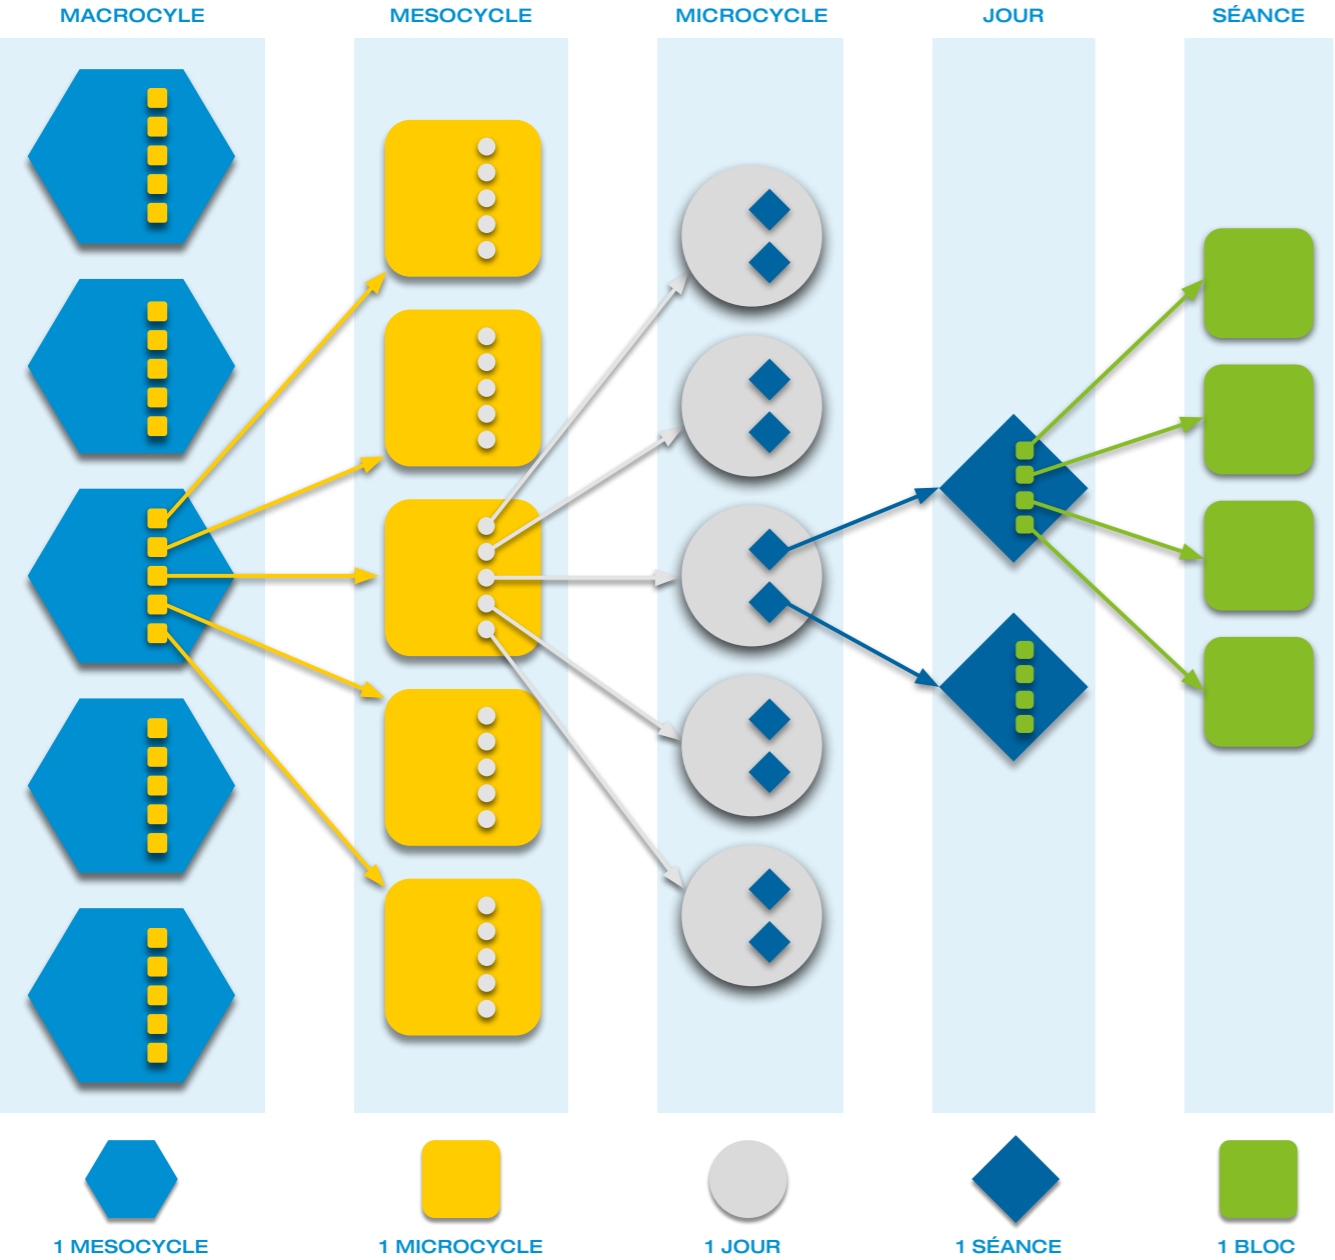 MACROCYLE
MESOCYCLE
MICROCYCLE
JOUR
SÉANCE
1 MESOCYCLE
1 MICROCYCLE
1 JOUR
1 SÉANCE
1 BLOC